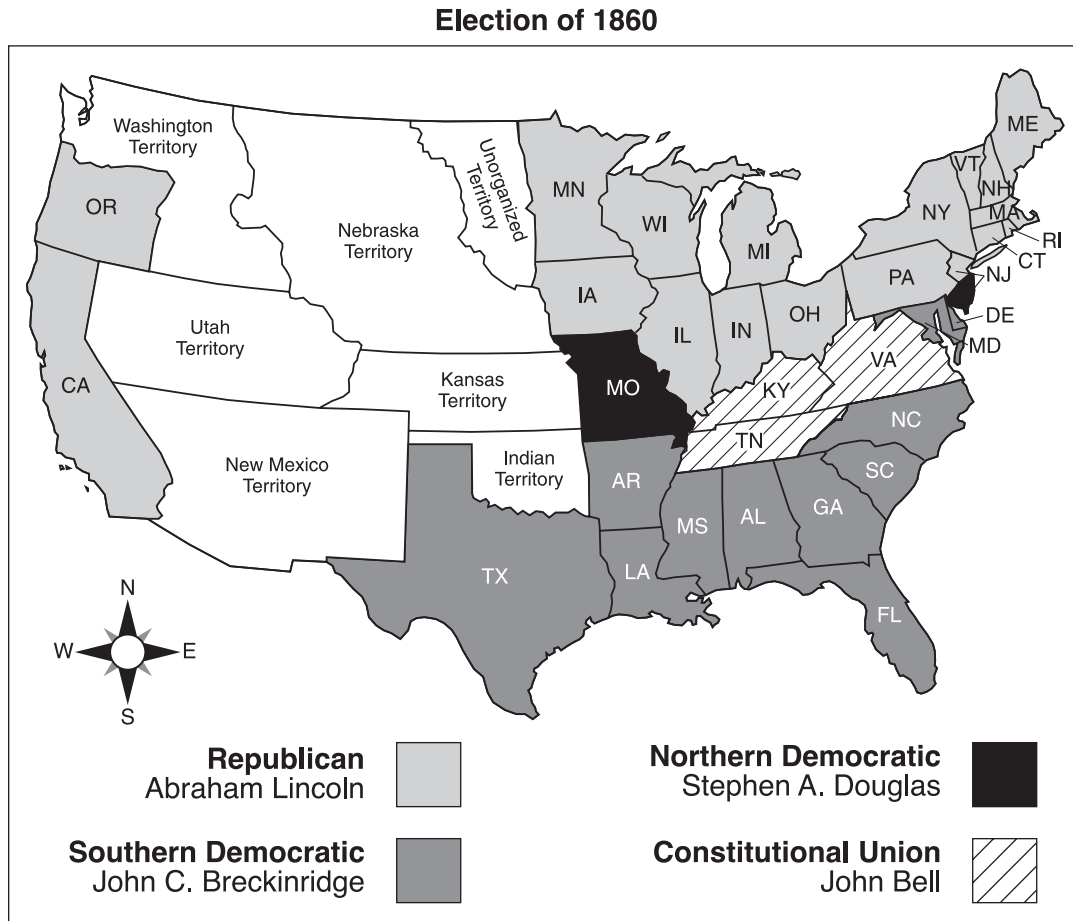 Election of 1860
Washington
Territory
OR
CA
Nebraska
Territory
Unorganized
Territory
Utah
Territory
Kansas
Territory
New Mexico
Territory
Indian
Territory
MN
WI
MI
IA
IL
IN
OH
MO
KY
TN
VA
PA
NY
VT
NH
ME
MA
RI
CT
NJ
DE
MD
NC
SC
GA
AL
MS
AR
LA
TX
FL
N
W
E
S
Republican
Abraham Lincoln
Northern Democratic
Stephen A. Douglas
Southern Democratic
John C. Breckinridge
Constitutional Union
John Bell